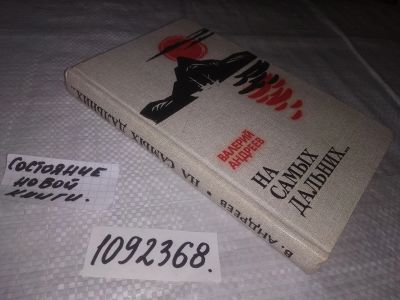 ВАЛЕРИЙ
АНДРЕЕВ
НА
САМЫХ
ДАЛЬНИХ...
В. АНДРЕЕВ • НА САМЫХ ДАЛЬНИХ...
СОСТОЯНИЕ
НОВОЙ
КНИГИ.
1092368.